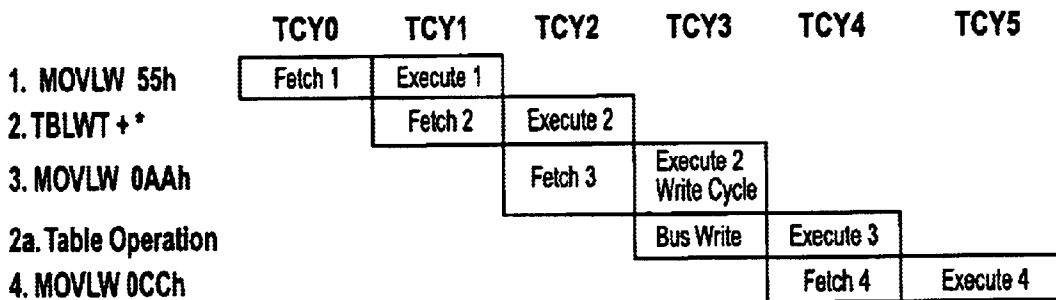 TCY0 TCY1 TCY2 TCY3 TCY4 TCY5
1. MOVLW 55h Fetch 1 Execute 1
2. TBLWT + * Fetch 2 Execute 2
3. MOVLW 0AAh Fetch 3 Execute 2
Write Cycle
2a. Table Operation Bus Write Execute 3
4. MOVLW 0CCh Fetch 4 Execute 4